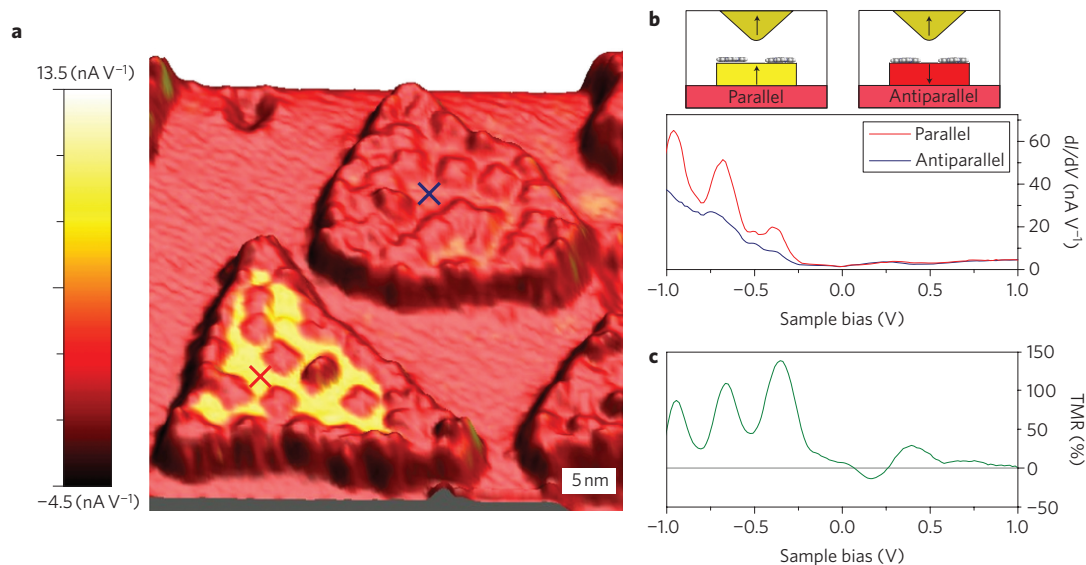 a
13.5 (nA V⁻¹)
−4.5 (nA V⁻¹)
5 nm
b
Parallel
Antiparallel
Parallel
Antiparallel
60
40
20
0
dI/dV (nA V⁻¹)
−1.0 −0.5 0.0 0.5 1.0
Sample bias (V)
c
150
100
50
0
−50
TMR (%)
−1.0 −0.5 0.0 0.5 1.0
Sample bias (V)